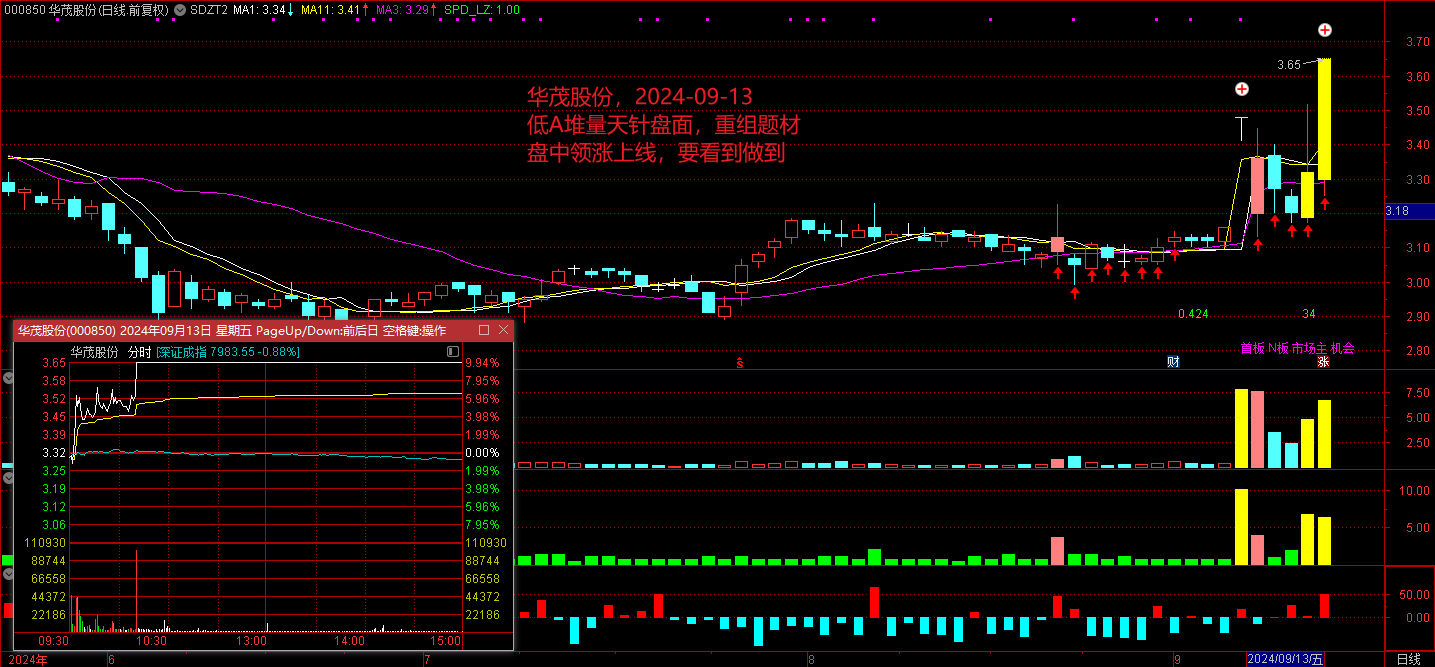 000850 华茂股份(日线.前复权) SDZT2 MA1: 3.34↓ MA11: 3.41↑ MA3: 3.29↑ SPD_LZ: 1.00
3.70
3.65
3.60
华茂股份，2024-09-13
低A堆量天针盘面，重组题材
盘中领涨上线，要看到做到
3.50
3.40
3.30
3.18
3.10
3.00
0.424 34 2.90
首板 N板 市场主 机会 2.80
财 涨
华茂股份(000850) 2024年09月13日 星期五 PageUp/Down:前后日 空格键:操作
华茂股份 分时 [深证成指 7983.55 -0.88%]
3.65 9.94%
3.58 7.95%
3.52 5.96%
3.45 3.98%
3.39 1.99%
3.32 0.00%
3.25 1.99%
3.19 3.98%
3.12 5.96%
3.06 7.95%
110930 110930
88744 88744
66558 66558
44372 44372
22186 22186
09:30 10:30 13:00 14:00 15:00
7.50
5.00
2.50
10.00
5.00
50.00
0.00
2024年 6 7 8 9 2024/09/13/五 日线